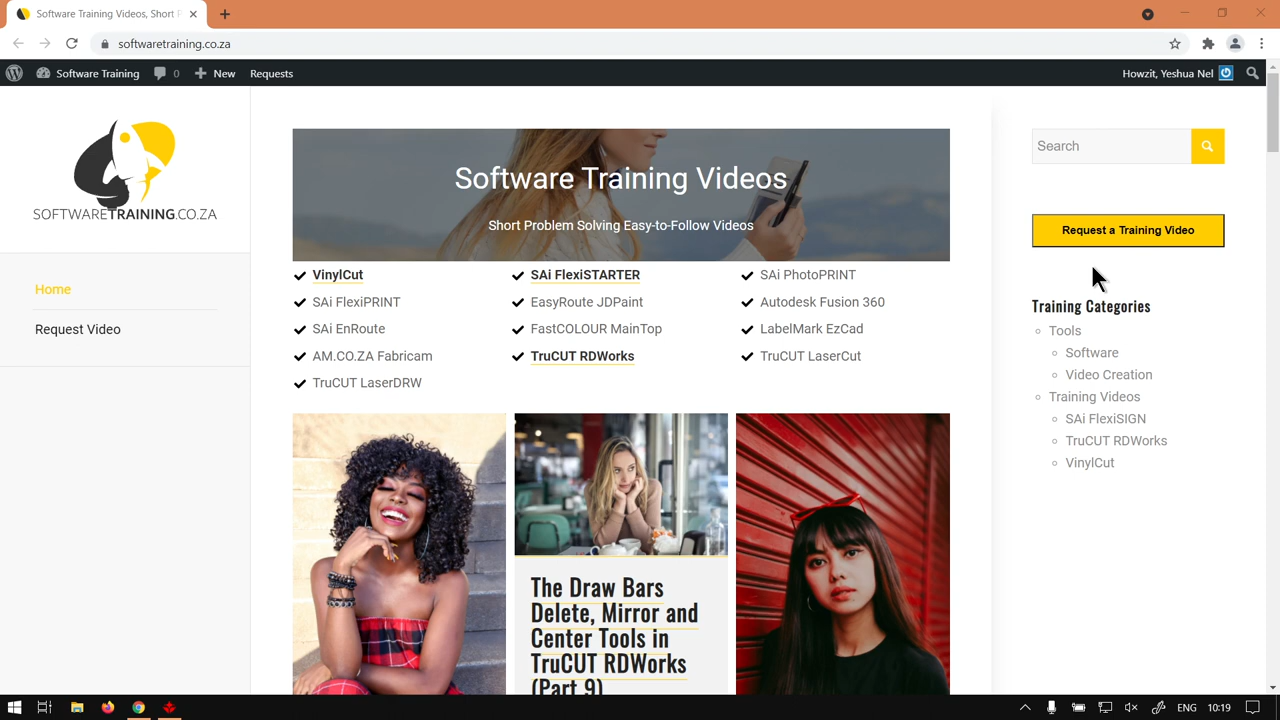 Software Training Videos, Short P
softwaretraining.co.za
Software Training
0
New
Requests
Howzit, Yeshua Nel
SOFTWARETRAINING.CO.ZA
Home
Request Video
Software Training Videos
Short Problem Solving Easy-to-Follow Videos
VinylCut
SAi FlexiSTARTER
SAi PhotoPRINT
SAi FlexiPRINT
EasyRoute JDPaint
Autodesk Fusion 360
SAi EnRoute
FastCOLOUR MainTop
LabelMark EzCad
AM.CO.ZA Fabricam
TruCUT RDWorks
TruCUT LaserCut
TruCUT LaserDRW
The Draw Bars
Delete, Mirror and
Center Tools in
TruCUT RDWorks
(Part 9)
Search
Request a Training Video
Training Categories
Tools
Software
Video Creation
Training Videos
SAi FlexiSIGN
TruCUT RDWorks
VinylCut
ENG
10:19